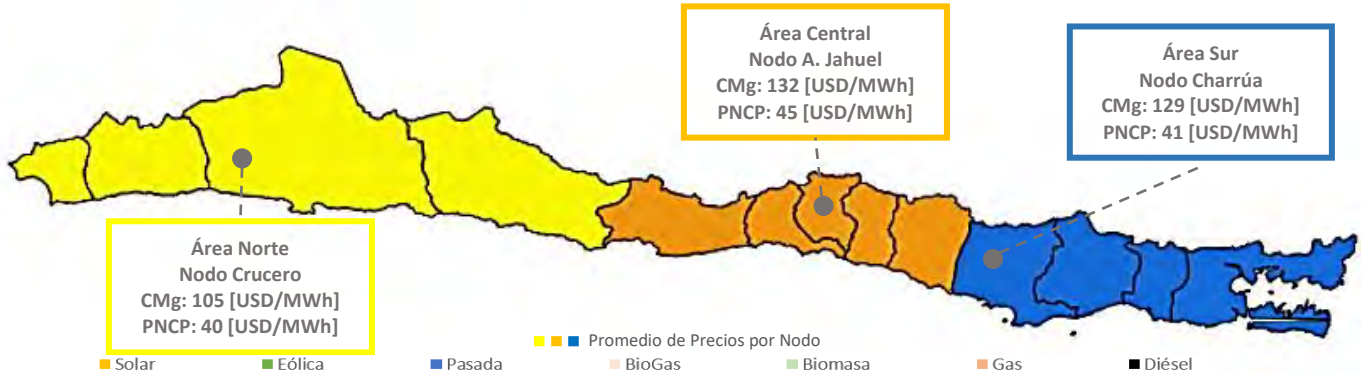 Área Central
Nodo A. Jahuel
CMg: 132 [USD/MWh]
PNCP: 45 [USD/MWh]
Área Sur
Nodo Charrúa
CMg: 129 [USD/MWh]
PNCP: 41 [USD/MWh]
Área Norte
Nodo Crucero
CMg: 105 [USD/MWh]
PNCP: 40 [USD/MWh]
Promedio de Precios por Nodo
Solar Eólica Pasada BioGas Biomasa Gas Diésel